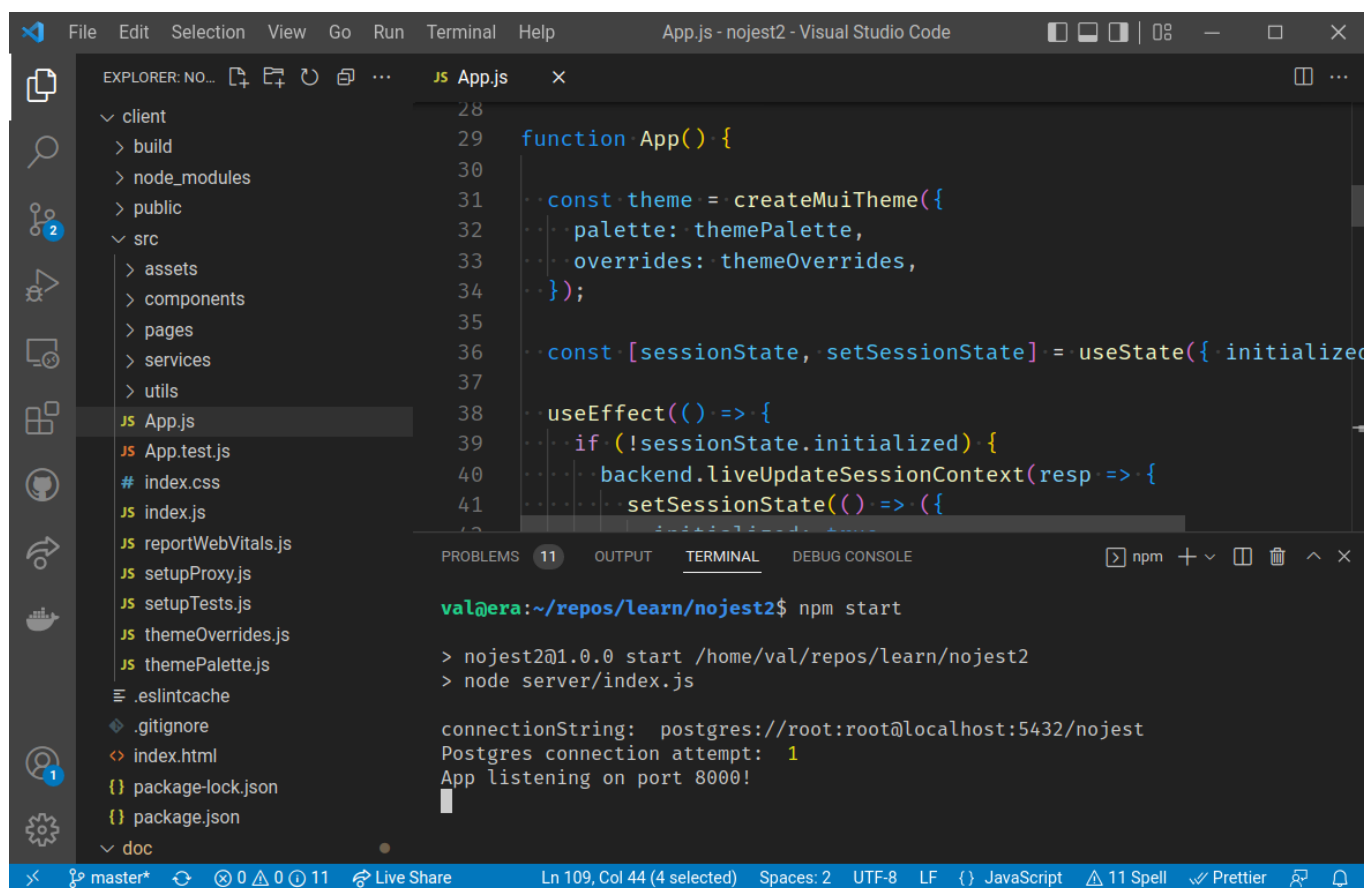 File Edit Selection View Go Run Terminal Help App.js - nojest2 - Visual Studio Code
EXPLORER: NO...
client
build
node_modules
public
src
assets
components
pages
services
utils
JS App.js
JS App.test.js
# index.css
JS index.js
JS reportWebVitals.js
JS setupProxy.js
JS setupTests.js
JS themeOverrides.js
JS themePalette.js
.eslintcache
.gitignore
<> index.html
{} package-lock.json
{} package.json
doc
2
1
JS App.js
28
29 function App() {
30
31 const theme = createMuiTheme({
32 palette: themePalette,
33 overrides: themeOverrides,
34 });
35
36 const [sessionState, setSessionState] = useState({ initialized
37
38 useEffect(() => {
39 if (!sessionState.initialized) {
40 backend.liveUpdateSessionContext(resp => {
41 setSessionState(() => ({
PROBLEMS 11 OUTPUT TERMINAL DEBUG CONSOLE npm
val@era:~/repos/learn/nojest2$ npm start
> nojest2@1.0.0 start /home/val/repos/learn/nojest2
> node server/index.js
connectionString: postgres://root:root@localhost:5432/nojest
Postgres connection attempt: 1
App listening on port 8000!
master* 0 0 11 Live Share Ln 109, Col 44 (4 selected) Spaces: 2 UTF-8 LF {} JavaScript 11 Spell Prettier